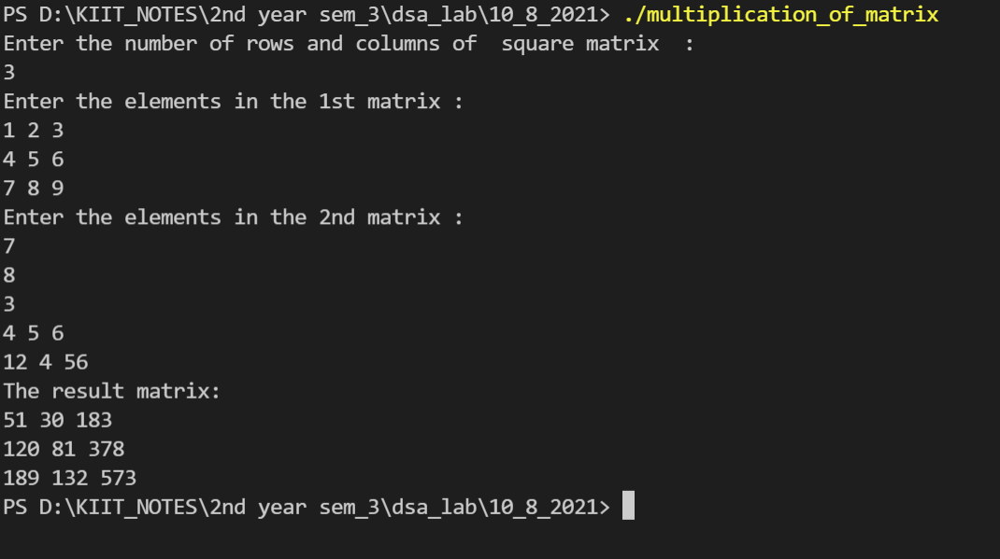 PS D:\KIIT_NOTES\2nd year sem_3\dsa_lab\10_8_2021> ./multiplication_of_matrix
Enter the number of rows and columns of  square matrix  :
3
Enter the elements in the 1st matrix :
1 2 3
4 5 6
7 8 9
Enter the elements in the 2nd matrix :
7
8
3
4 5 6
12 4 56
The result matrix:
51 30 183
120 81 378
189 132 573
PS D:\KIIT_NOTES\2nd year sem_3\dsa_lab\10_8_2021>